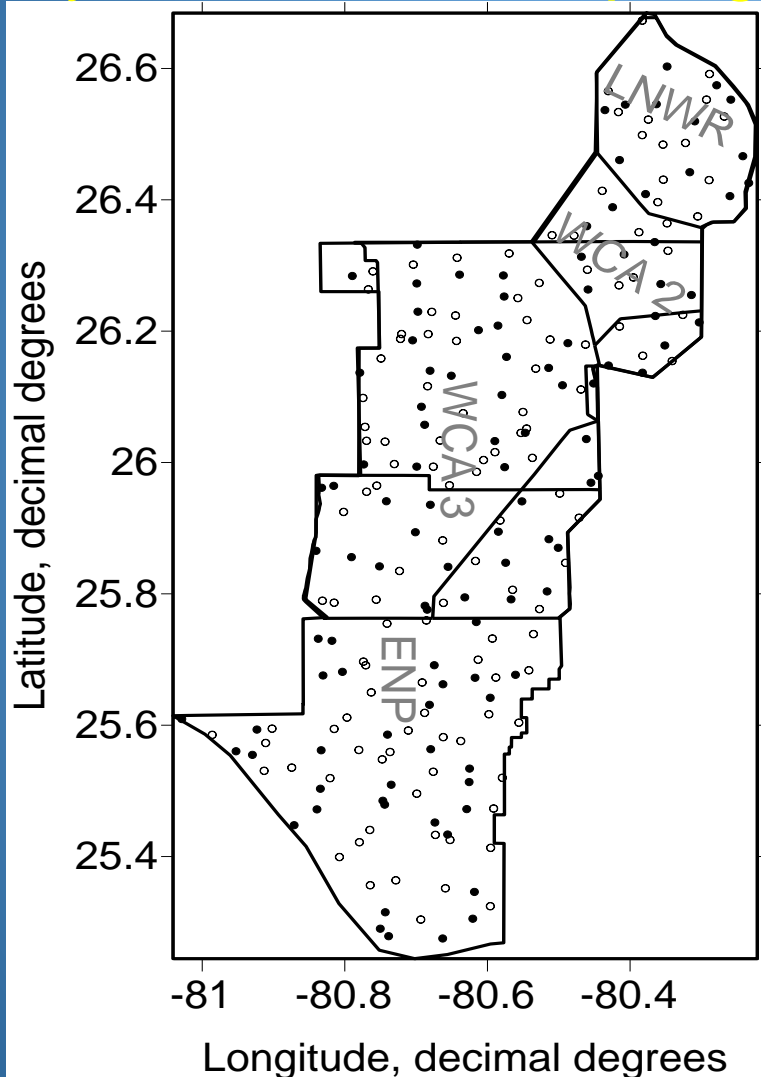 Latitude, decimal degrees
26.6
26.4
26.2
26
25.8
25.6
25.4
LNWR
WCA 2
WCA 3
ENP
-81
-80.8
-80.6
-80.4
Longitude, decimal degrees